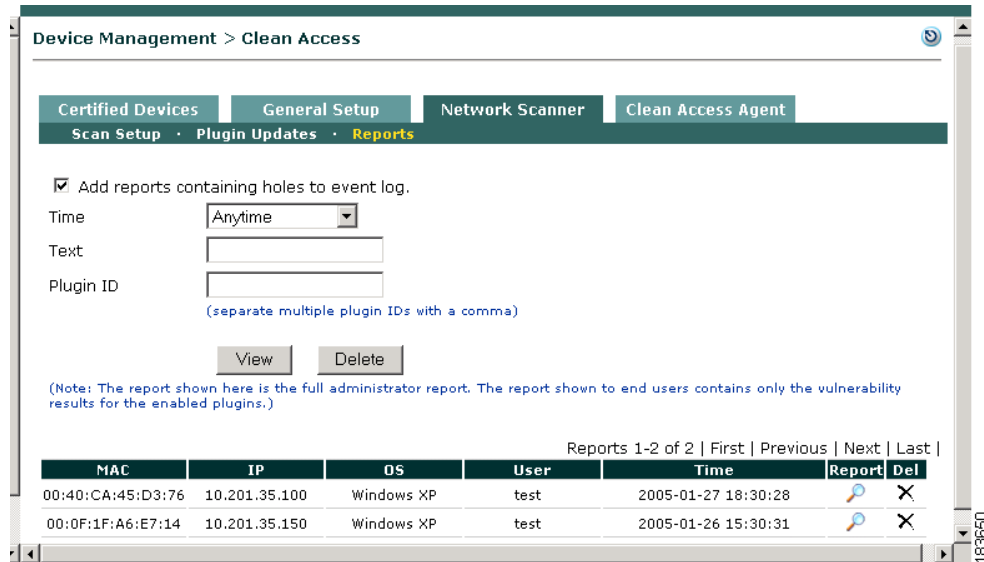 Device Management > Clean Access
Certified Devices General Setup Network Scanner Clean Access Agent
Scan Setup · Plugin Updates · Reports
Add reports containing holes to event log.
Time Anytime
Text
Plugin ID
(separate multiple plugin IDs with a comma)
View Delete
(Note: The report shown here is the full administrator report. The report shown to end users contains only the vulnerability
results for the enabled plugins.)
Reports 1-2 of 2 | First | Previous | Next | Last |
MAC IP OS User Time Report Del
00:40:CA:45:D3:76 10.201.35.100 Windows XP test 2005-01-27 18:30:28
00:0F:1F:A6:E7:14 10.201.35.150 Windows XP test 2005-01-26 15:30:31
183650